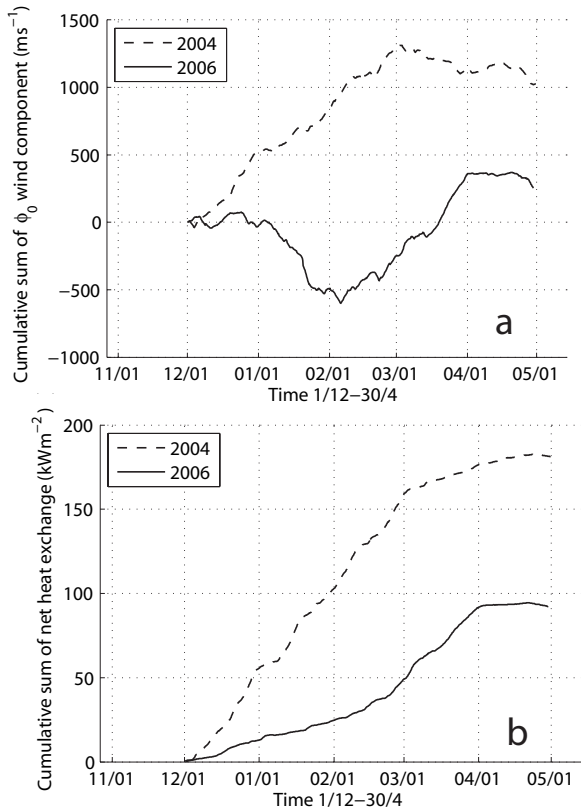 Cumulative sum of ϕ0 wind component (ms−1)
1500
1000
500
0
−500
−1000
2004
2006
a
11/01 12/01 01/01 02/01 03/01 04/01 05/01
Time 1/12−30/4
Cumulative sum of net heat exchange (kWm−2)
200
150
100
50
0
2004
2006
b
11/01 12/01 01/01 02/01 03/01 04/01 05/01
Time 1/12−30/4